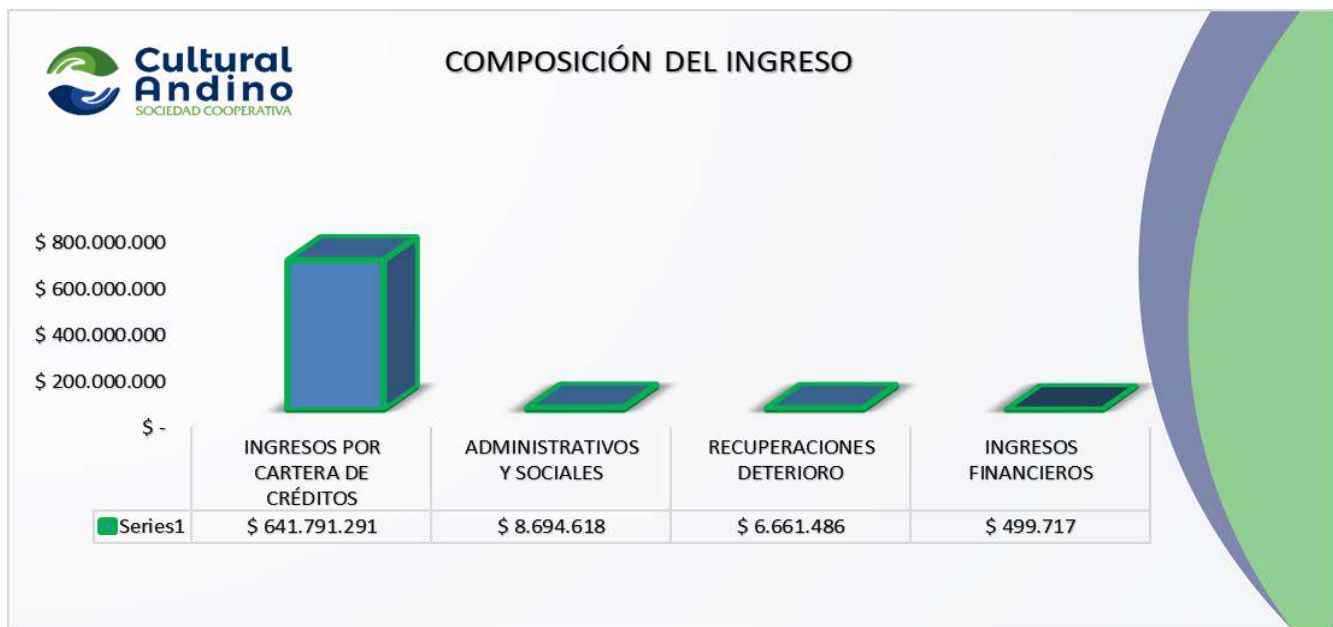 Cultural
Andino
SOCIEDAD COOPERATIVA
COMPOSICIÓN DEL INGRESO
$ 800.000.000
$ 600.000.000
$ 400.000.000
$ 200.000.000
$ -
INGRESOS POR
CARTERA DE
CRÉDITOS
ADMINISTRATIVOS
Y SOCIALES
RECUPERACIONES
DETERIORO
INGRESOS
FINANCIEROS
Series1 $ 641.791.291 $ 8.694.618 $ 6.661.486 $ 499.717